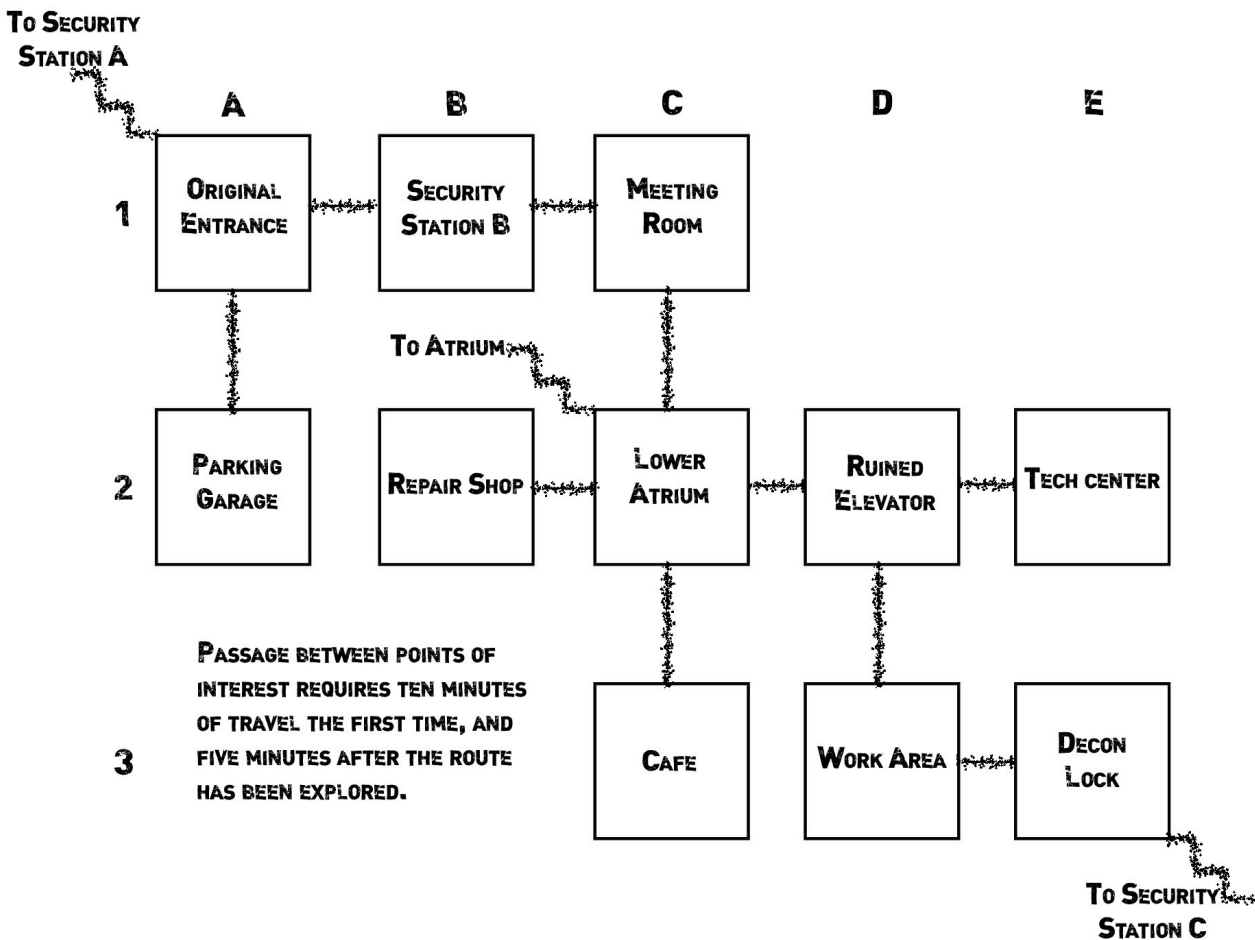 To Security
Station A
A
B
C
D
E
1
Original
Entrance
Security
Station B
Meeting
Room
To Atrium
2
Parking
Garage
Repair Shop
Lower
Atrium
Ruined
Elevator
Tech center
3
Passage between points of
interest requires ten minutes
of travel the first time, and
five minutes after the route
has been explored.
Cafe
Work Area
Decon
Lock
To Security
Station C